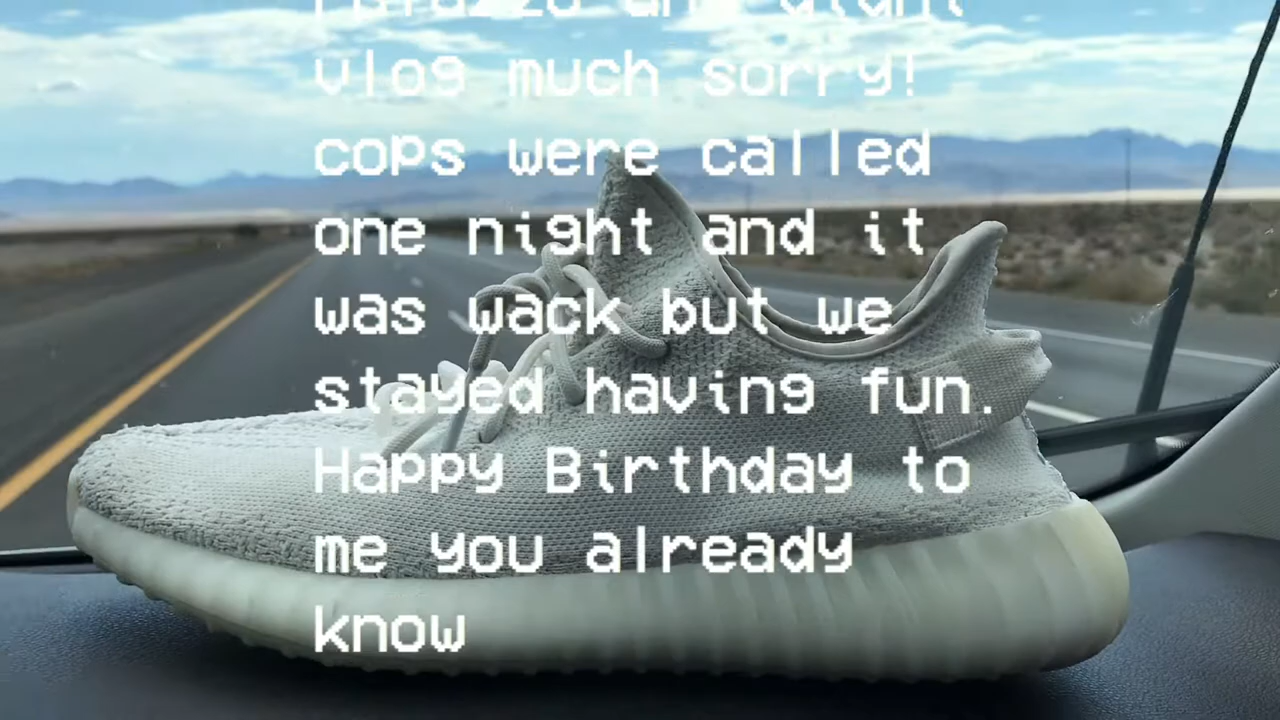 vlog much sorry!
cops were called
one night and it
was wack but we
stayed having fun.
Happy Birthday to
me you already
know